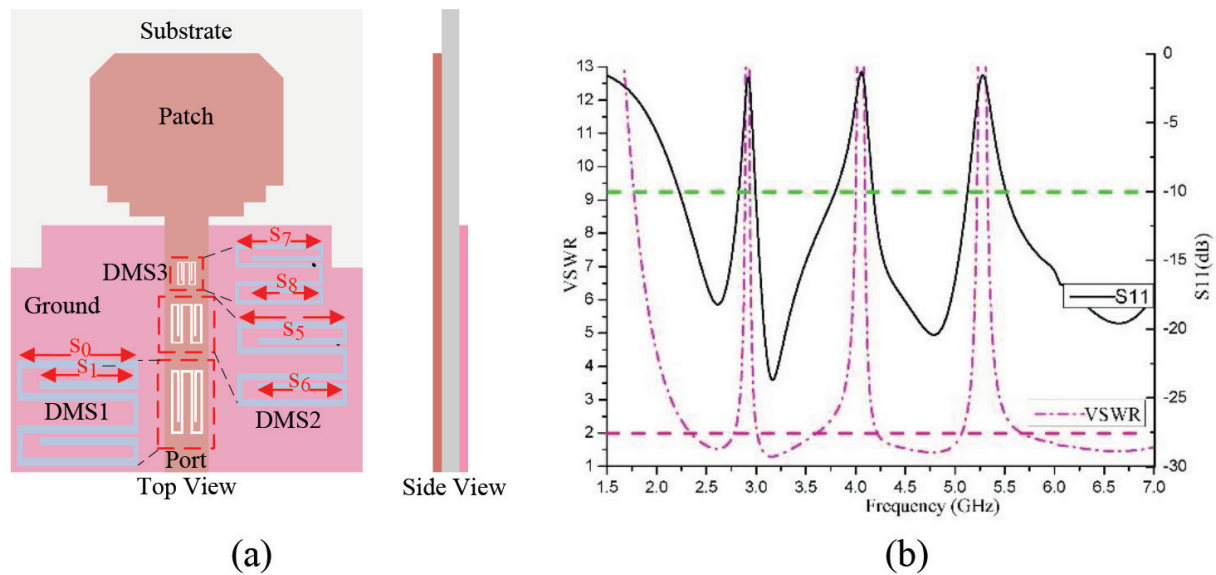 Substrate
Patch
S7
DMS3
S8
Ground
S5
S0
S1
S6
DMS1
DMS2
Port
Top View
Side View
(a)
VSWR
13
12
11
10
9
8
7
6
5
4
3
2
1
0
-5
-10
-15
-20
-25
-30
S11(dB)
S11
VSWR
1.5 2.0 2.5 3.0 3.5 4.0 4.5 5.0 5.5 6.0 6.5 7.0
Frequency (GHz)
(b)